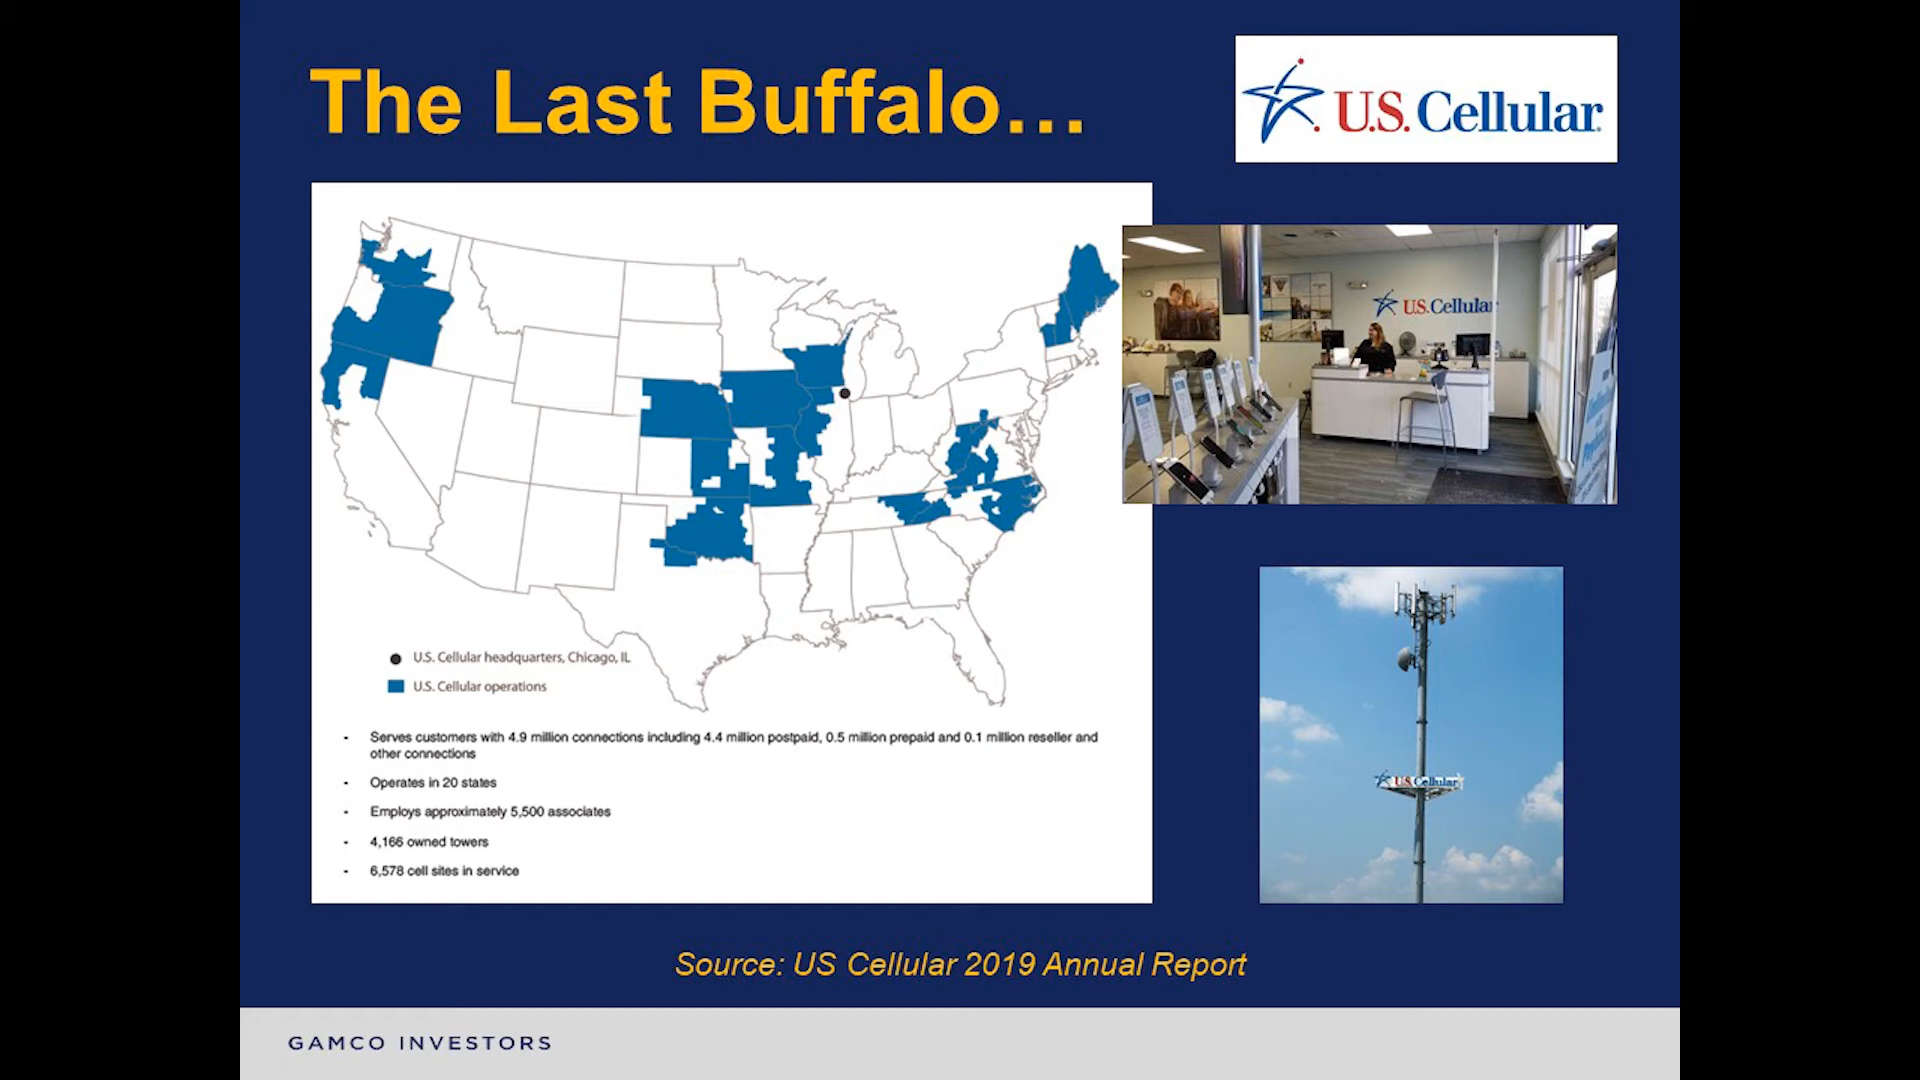 The Last Buffalo...
U.S. Cellular
U.S. Cellular
U.S. Cellular headquarters, Chicago, IL
U.S. Cellular operations
- Serves customers with 4.9 million connections including 4.4 million postpaid, 0.5 million prepaid and 0.1 million reseller and
other connections
- Operates in 20 states
- Employs approximately 5,500 associates
- 4,166 owned towers
- 6,578 cell sites in service
U.S. Cellular
Source: US Cellular 2019 Annual Report
GAMCO INVESTORS